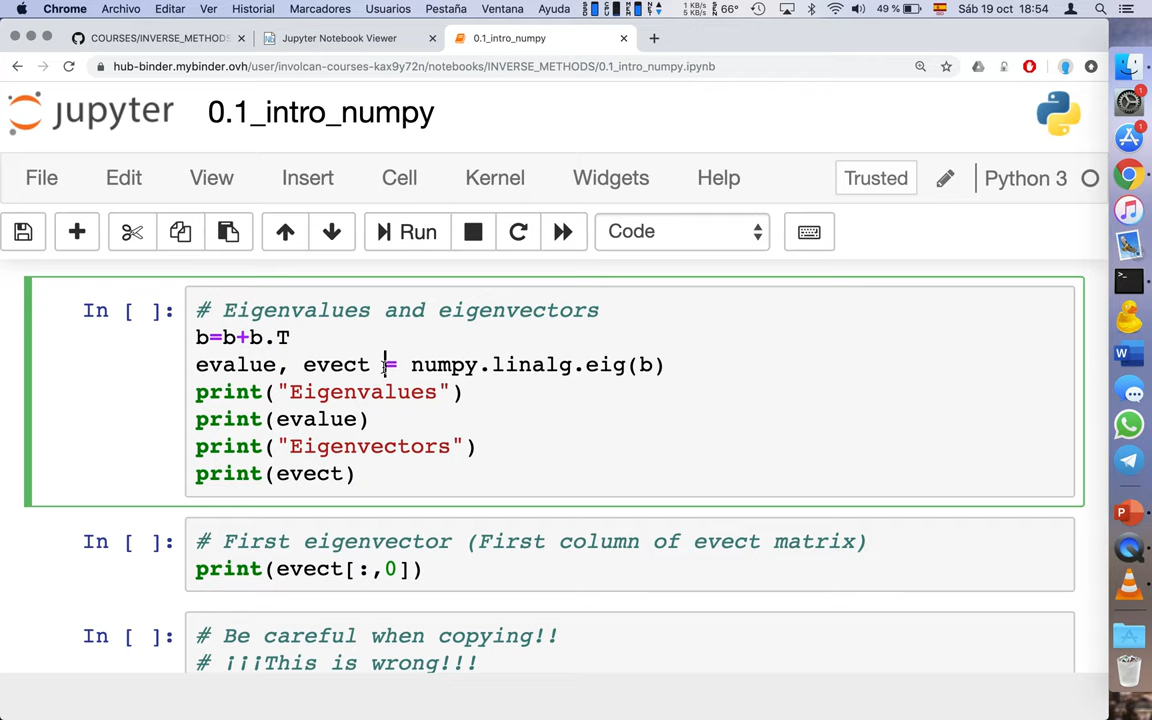 Chrome Archivo Editar Ver Historial Marcadores Usuarios Pestaña Ventana Ayuda 1 KB/s 5 KB/s 66° 49 % Sáb 19 oct 18:54
COURSES/INVERSE_METHODS Jupyter Notebook Viewer 0.1_intro_numpy
hub-binder.mybinder.ovh/user/involcan-courses-kax9y72n/notebooks/INVERSE_METHODS/0.1_intro_numpy.ipynb
jupyter 0.1_intro_numpy
File Edit View Insert Cell Kernel Widgets Help Trusted Python 3
Run Code
In [ ]: # Eigenvalues and eigenvectors
b=b+b.T
evalue, evect = numpy.linalg.eig(b)
print("Eigenvalues")
print(evalue)
print("Eigenvectors")
print(evect)
In [ ]: # First eigenvector (First column of evect matrix)
print(evect[:,0])
In [ ]: # Be careful when copying!!
# ¡¡¡This is wrong!!!